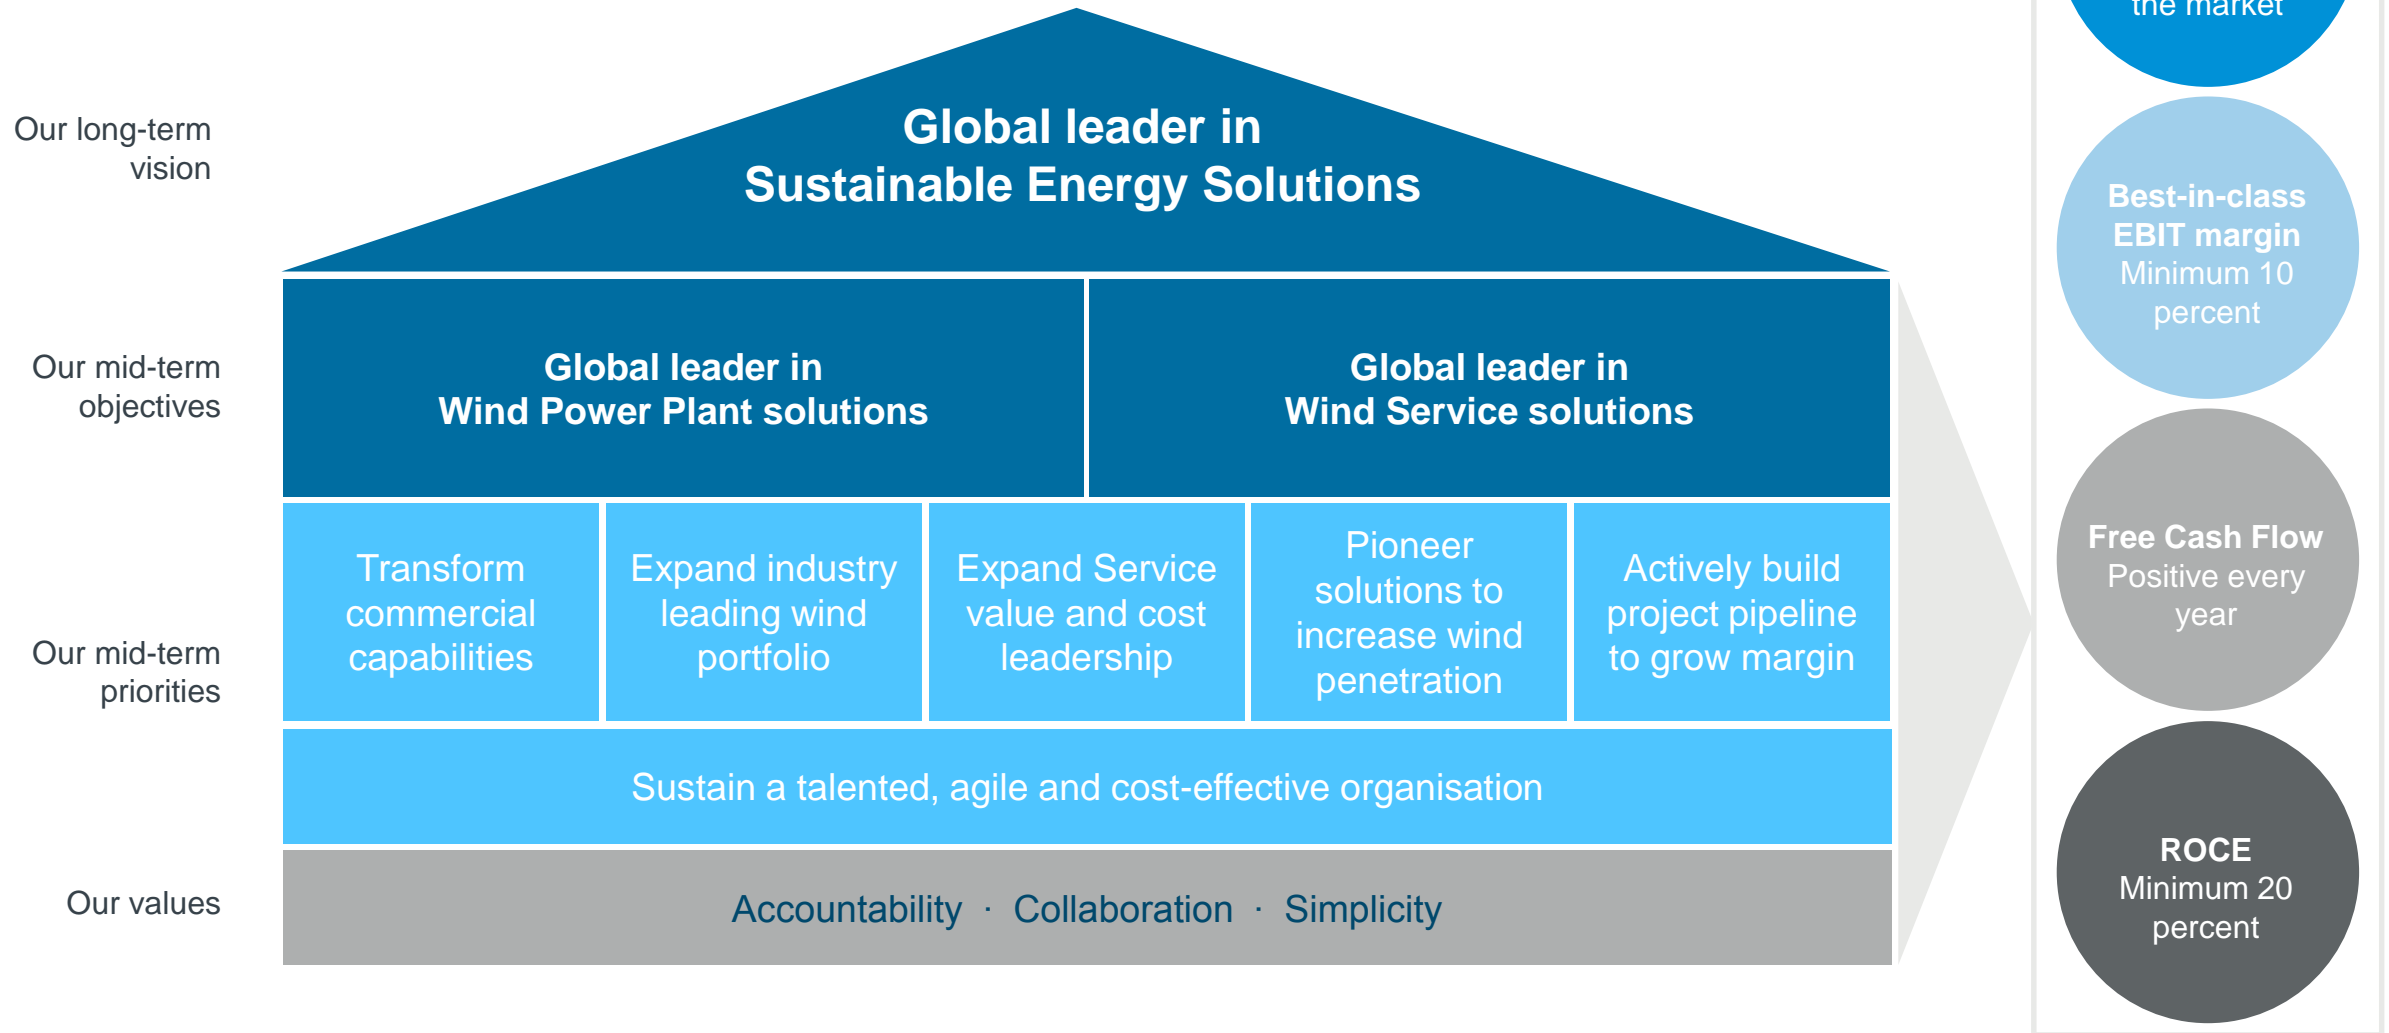 Our long-term
vision
Global leader in
Sustainable Energy Solutions
Our mid-term
objectives
Global leader in
Wind Power Plant solutions
Global leader in
Wind Service solutions
Our mid-term
priorities
Transform
commercial
capabilities
Expand industry
leading wind
portfolio
Expand Service
value and cost
leadership
Pioneer
solutions to
increase wind
penetration
Actively build
project pipeline
to grow margin
Sustain a talented, agile and cost-effective organisation
Our values
Accountability · Collaboration · Simplicity
the market
Best-in-class
EBIT margin
Minimum 10
percent
Free Cash Flow
Positive every
year
ROCE
Minimum 20
percent